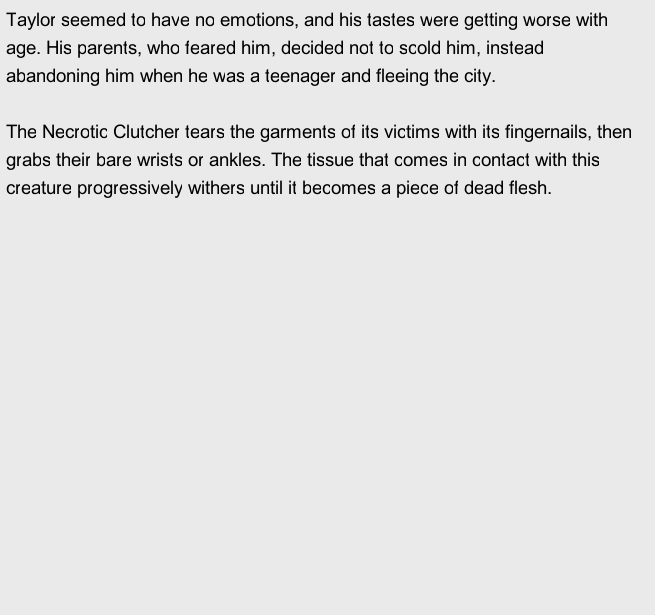 Taylor seemed to have no emotions, and his tastes were getting worse with
age. His parents, who feared him, decided not to scold him, instead
abandoning him when he was a teenager and fleeing the city.
The Necrotic Clutcher tears the garments of its victims with its fingernails, then
grabs their bare wrists or ankles. The tissue that comes in contact with this
creature progressively withers until it becomes a piece of dead flesh.